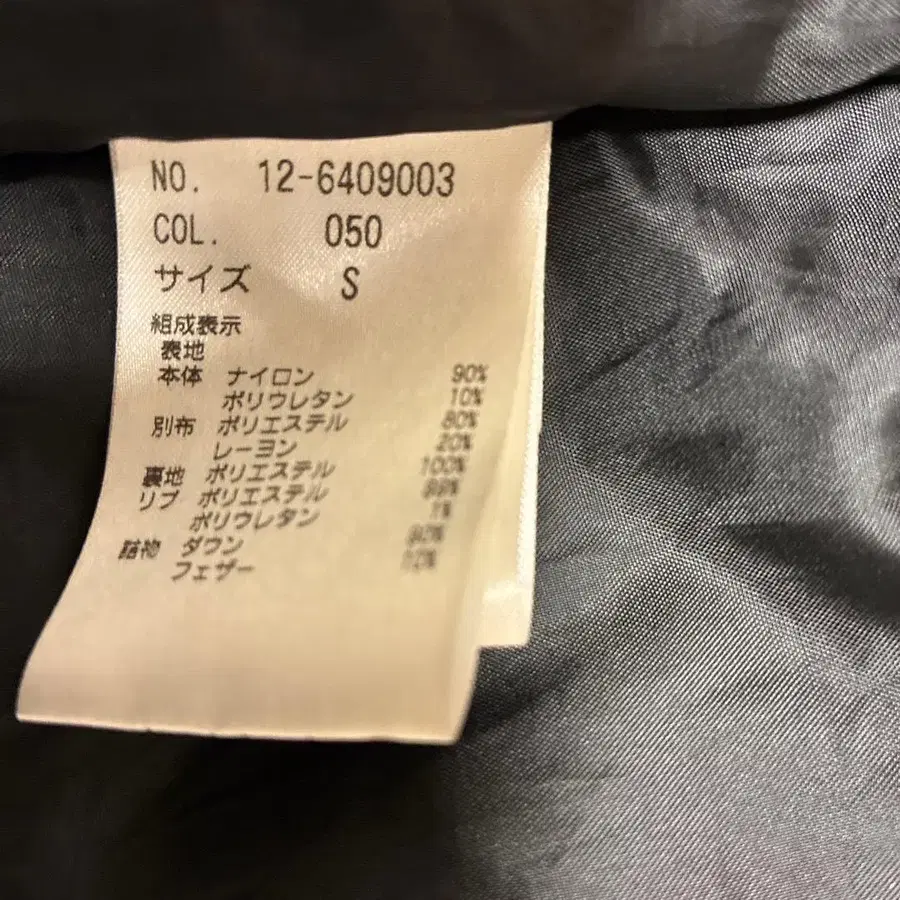 NO. 12-6409003
COL. 050
サイズ S
組成表示
表地
本体 ナイロン 90%
ポリウレタン 10%
別布 ポリエステル 80%
レーヨン 20%
裏地 ポリエステル 100%
リブ ポリエステル 99%
ポリウレタン 1%
詰物 ダウン 90%
フェザー 10%